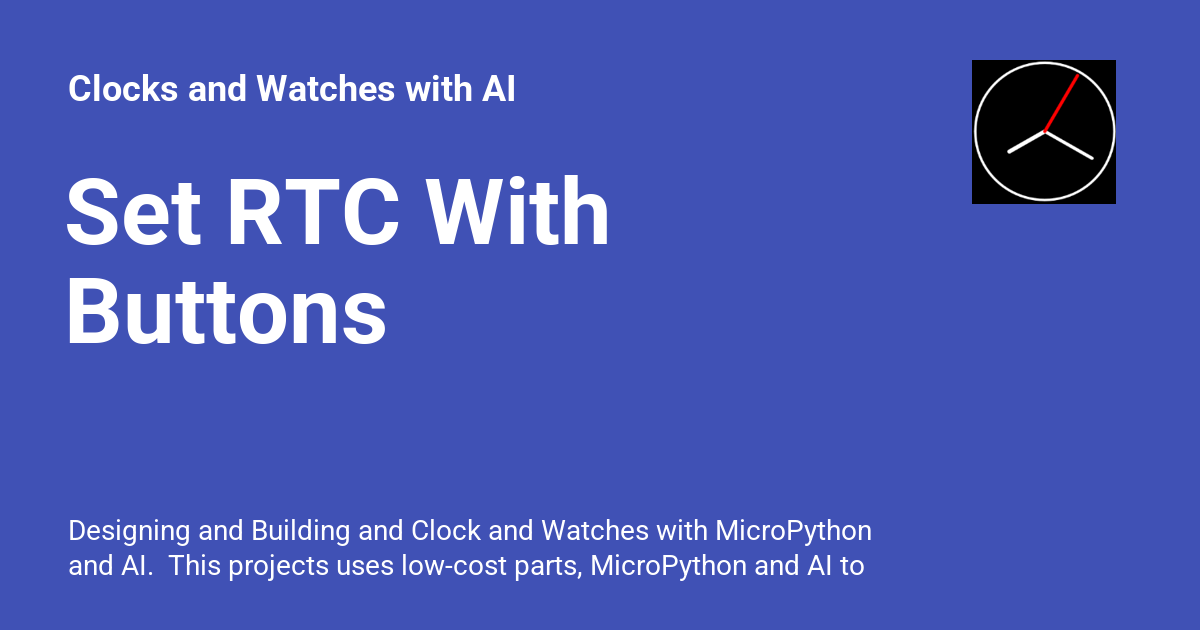 Clocks and Watches with AI
Set RTC With
Buttons
Designing and Building and Clock and Watches with MicroPython
and AI.  This projects uses low-cost parts, MicroPython and AI to